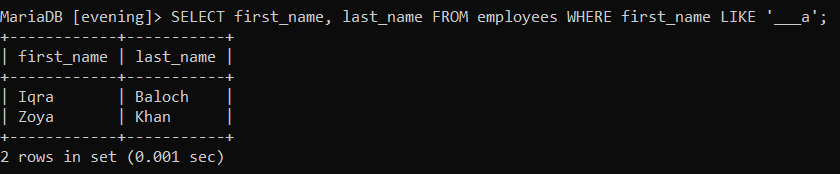 MariaDB [evening]> SELECT first_name, last_name FROM employees WHERE first_name LIKE '___a';
+------------+-----------+
| first_name | last_name |
+------------+-----------+
| Iqra       | Baloch    |
| Zoya       | Khan      |
+------------+-----------+
2 rows in set (0.001 sec)